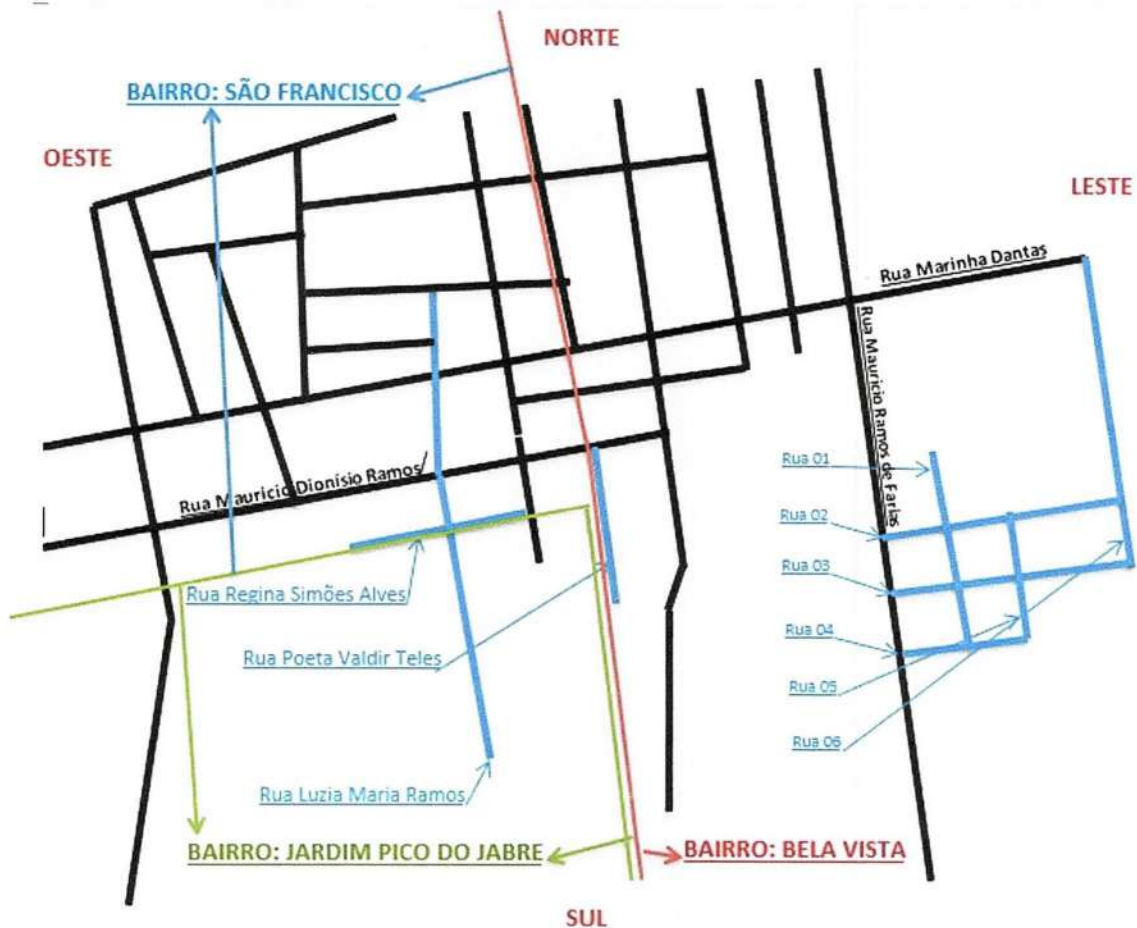 NORTE
BAIRRO: SÃO FRANCISCO
OESTE
LESTE
Rua Marinha Dantas
Rua Mauricio Ramos de Farias
Rua 01
Rua Mauricio Dionísio Ramos
Rua 02
Rua 03
Rua Regina Simões Alves
Rua 04
Rua Poeta Valdir Teles
Rua 05
Rua 06
Rua Luzia Maria Ramos
BAIRRO: JARDIM PICO DO JABRE
BAIRRO: BELA VISTA
SUL